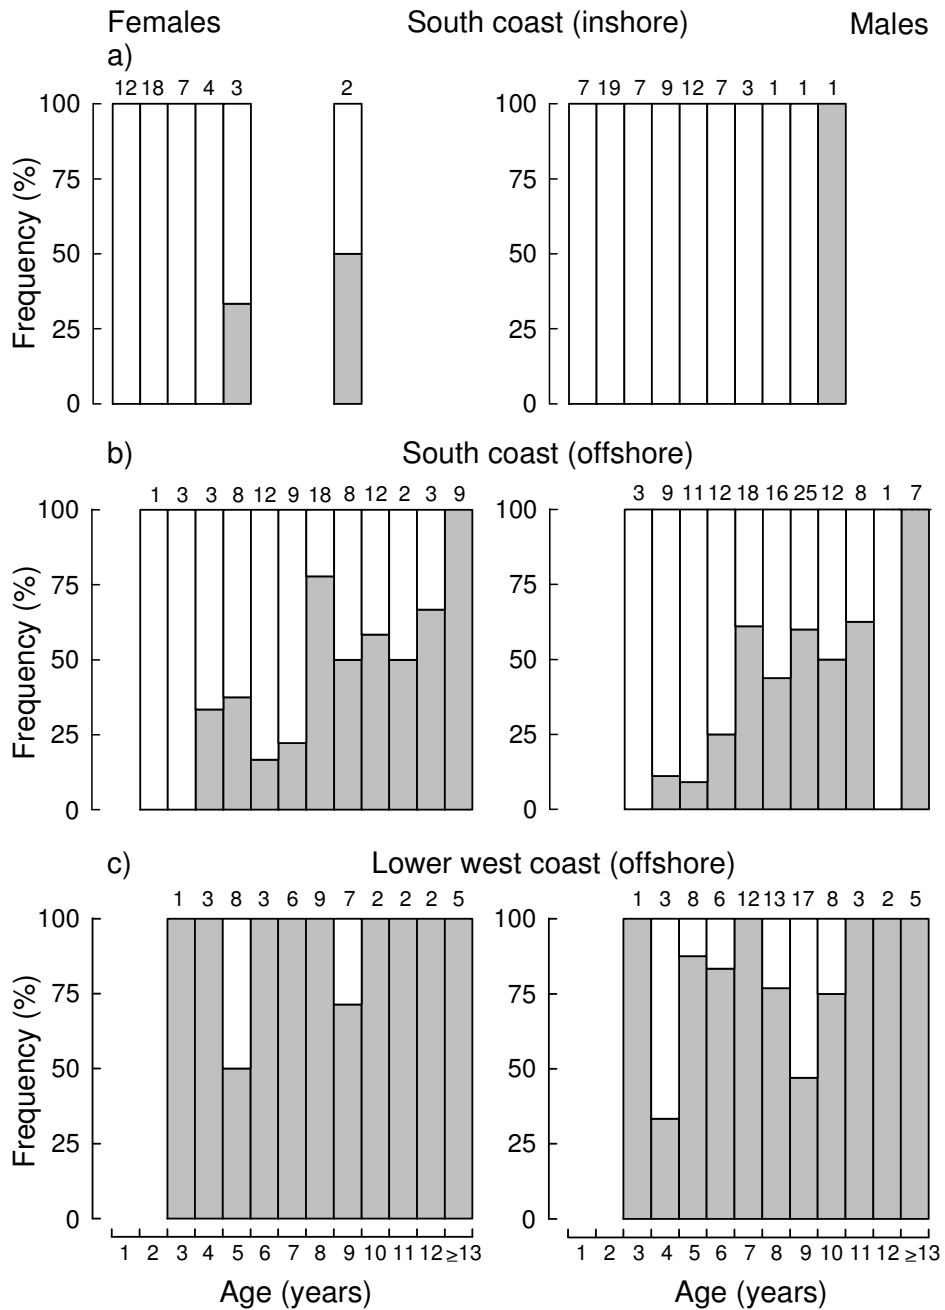 Females South coast (inshore) Males
a)
12 18 7 4 3 2 7 19 7 9 12 7 3 1 1 1
100 100
75 75
50 50
25 25
0 0
Frequency (%)
b) South coast (offshore)
1 3 3 8 12 9 18 8 12 2 3 9 3 9 11 12 18 16 25 12 8 1 7
100 100
75 75
50 50
25 25
0 0
Frequency (%)
c) Lower west coast (offshore)
1 3 8 3 6 9 7 2 2 2 5 1 3 8 6 12 13 17 8 3 2 5
100 100
75 75
50 50
25 25
0 0
Frequency (%)
1 2 3 4 5 6 7 8 9 10 11 12 ≥13 1 2 3 4 5 6 7 8 9 10 11 12 ≥13
Age (years) Age (years)